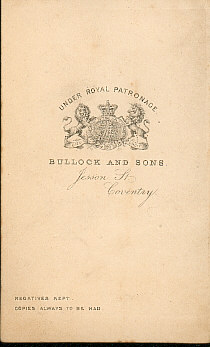 UNDER ROYAL PATRONAGE.
BULLOCK AND SONS.
Jesson St
Coventry
NEGATIVES KEPT.
COPIES ALWAYS TO BE HAD.